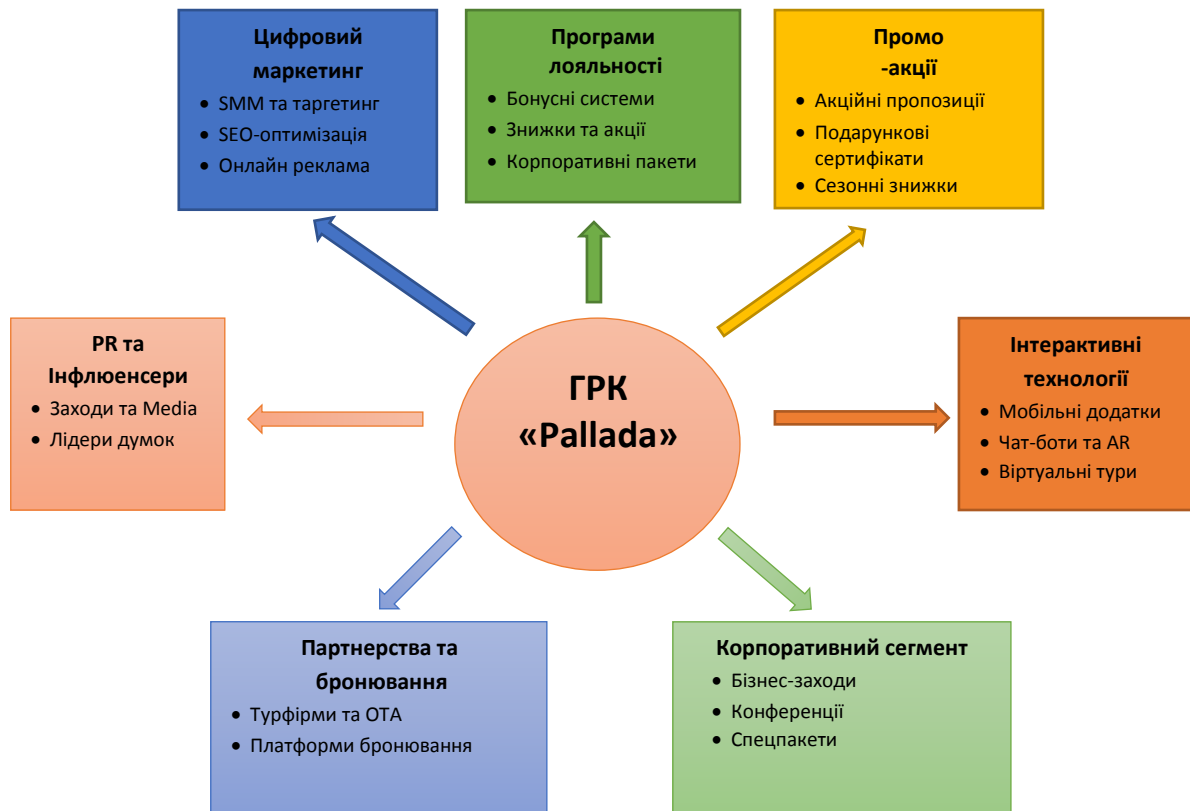 Цифровий
маркетинг
• SMM та таргетинг
• SEO-оптимізація
• Онлайн реклама
Програми
лояльності
• Бонусні системи
• Знижки та акції
• Корпоративні пакети
Промо
-акції
• Акційні пропозиції
• Подарункові
сертифікати
• Сезонні знижки
PR та
Інфлюенсери
• Заходи та Media
• Лідери думок
ГРК
«Pallada»
Інтерактивні
технології
• Мобільні додатки
• Чат-боти та AR
• Віртуальні тури
Партнерства та
бронювання
• Турфірми та ОТА
• Платформи бронювання
Корпоративний сегмент
• Бізнес-заходи
• Конференції
• Спецпакети